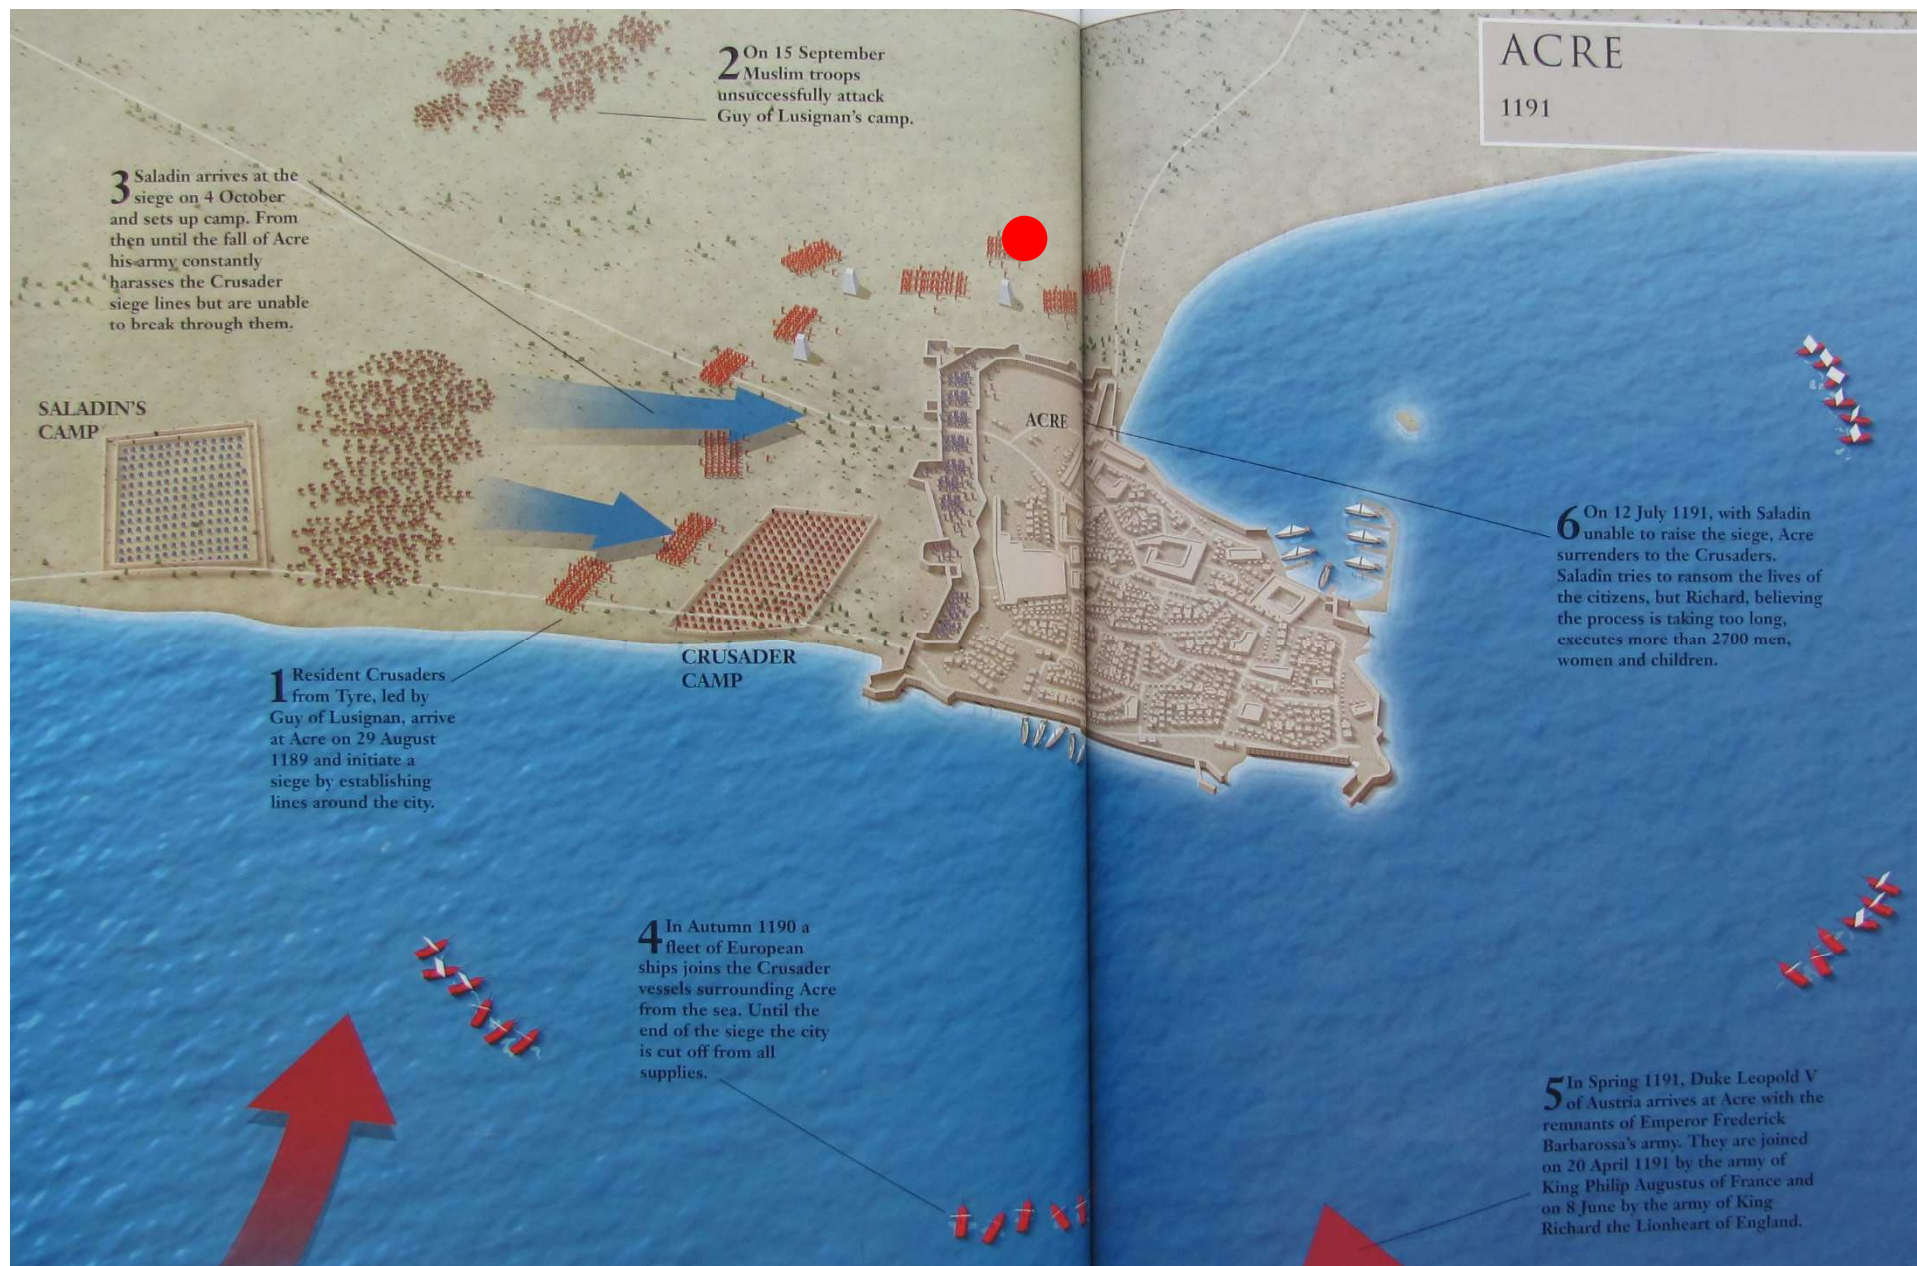 ACRE
1191
2 On 15 September
Muslim troops
unsuccessfully attack
Guy of Lusignan's camp.
3 Saladin arrives at the
siege on 4 October
and sets up camp. From
then until the fall of Acre
his army constantly
harasses the Crusader
siege lines but are unable
to break through them.
SALADIN'S
CAMP
ACRE
6 On 12 July 1191, with Saladin
unable to raise the siege, Acre
surrenders to the Crusaders.
Saladin tries to ransom the lives of
the citizens, but Richard, believing
the process is taking too long,
executes more than 2700 men,
women and children.
CRUSADER
CAMP
1 Resident Crusaders
from Tyre, led by
Guy of Lusignan, arrive
at Acre on 29 August
1189 and initiate a
siege by establishing
lines around the city.
4 In Autumn 1190 a
fleet of European
ships joins the Crusader
vessels surrounding Acre
from the sea. Until the
end of the siege the city
is cut off from all
supplies.
5 In Spring 1191, Duke Leopold V
of Austria arrives at Acre with the
remnants of Emperor Frederick
Barbarossa's army. They are joined
on 20 April 1191 by the army of
King Philip Augustus of France and
on 8 June by the army of King
Richard the Lionheart of England.